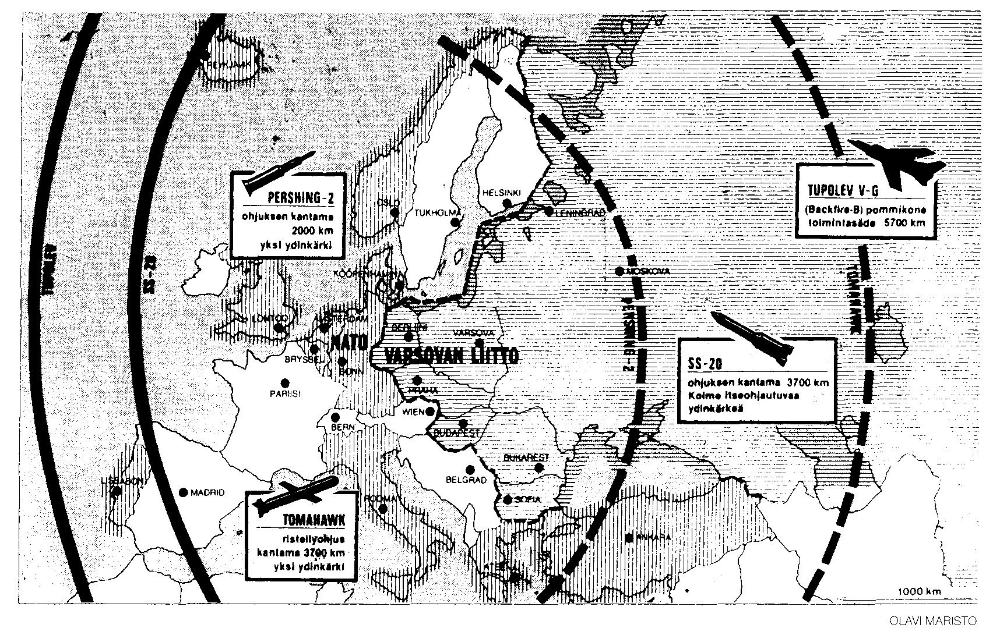 REYKJAVIK
PERSHING-2
ohjuksen kantama
2000 km
yksi ydinkärki
TUPOLEV V-G
(Backfire-B) pommikone
toimintasäde 5700 km
HELSINKI
OSLO
TUKHOLMA
LENINGRAD
TUPOLEV
SS-20
KÖÖPENHAMINA
MOSKOVA
TOMAHAWK
PERSHING-2
LONTOO
AMSTERDAM
BERLIINI
VARSOVA
NATO
VARSOVAN LIITTO
BRYSSEL
BONN
SS-20
ohjuksen kantama 3700 km
Kolme itseohjautuvaa
ydinkärkeä
PARIISI
PRAHA
WIEN
BERN
BUDAPEST
BUKAREST
LISSABON
BELGRAD
MADRID
ROOMA
SOFIA
TOMAHAWK
risteilyohjus
kantama 3700 km
yksi ydinkärki
ANKARA
ATEENA
1000 km
OLAVI MARISTO